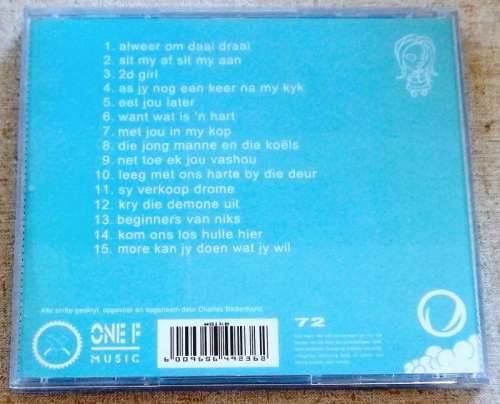 1. alweer om daai draai
2. sit my af sit my aan
3. 2d girl
4. as jy nog een keer na my kyk
5. eet jou later
6. want wat is 'n hart
7. met jou in my kop
8. die jong manne en die koëls
9. net toe ek jou vashou
10. leeg met ons harte by die deur
11. sy verkoop drome
12. kry die demone uit
13. beginners van niks
14. kom ons los hulle hier
15. more kan jy doen wat jy wil
ONE F
MUSIC
6 009656 492362
72